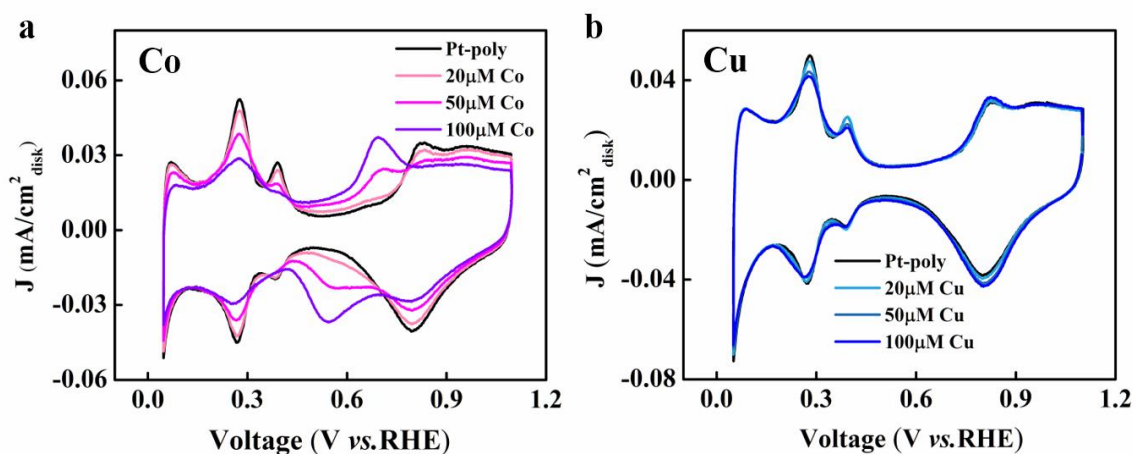 a
Co
Pt-poly
20μM Co
50μM Co
100μM Co
0.06
0.03
0.00
-0.03
-0.06
J (mA/cm²disk)
0.0 0.3 0.6 0.9 1.2
Voltage (V vs.RHE)
b
Cu
0.04
0.00
-0.04
-0.08
J (mA/cm²disk)
Pt-poly
20μM Cu
50μM Cu
100μM Cu
0.0 0.3 0.6 0.9 1.2
Voltage (V vs.RHE)